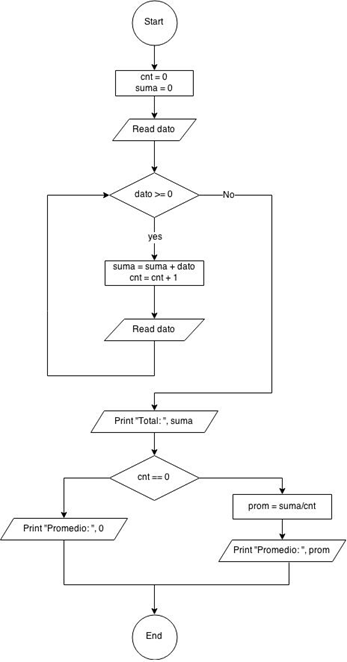 Start
cnt = 0
suma = 0
Read dato
dato >= 0
No
yes
suma = suma + dato
cnt = cnt + 1
Read dato
Print "Total: ", suma
cnt == 0
prom = suma/cnt
Print "Promedio: ", 0
Print "Promedio: ", prom
End